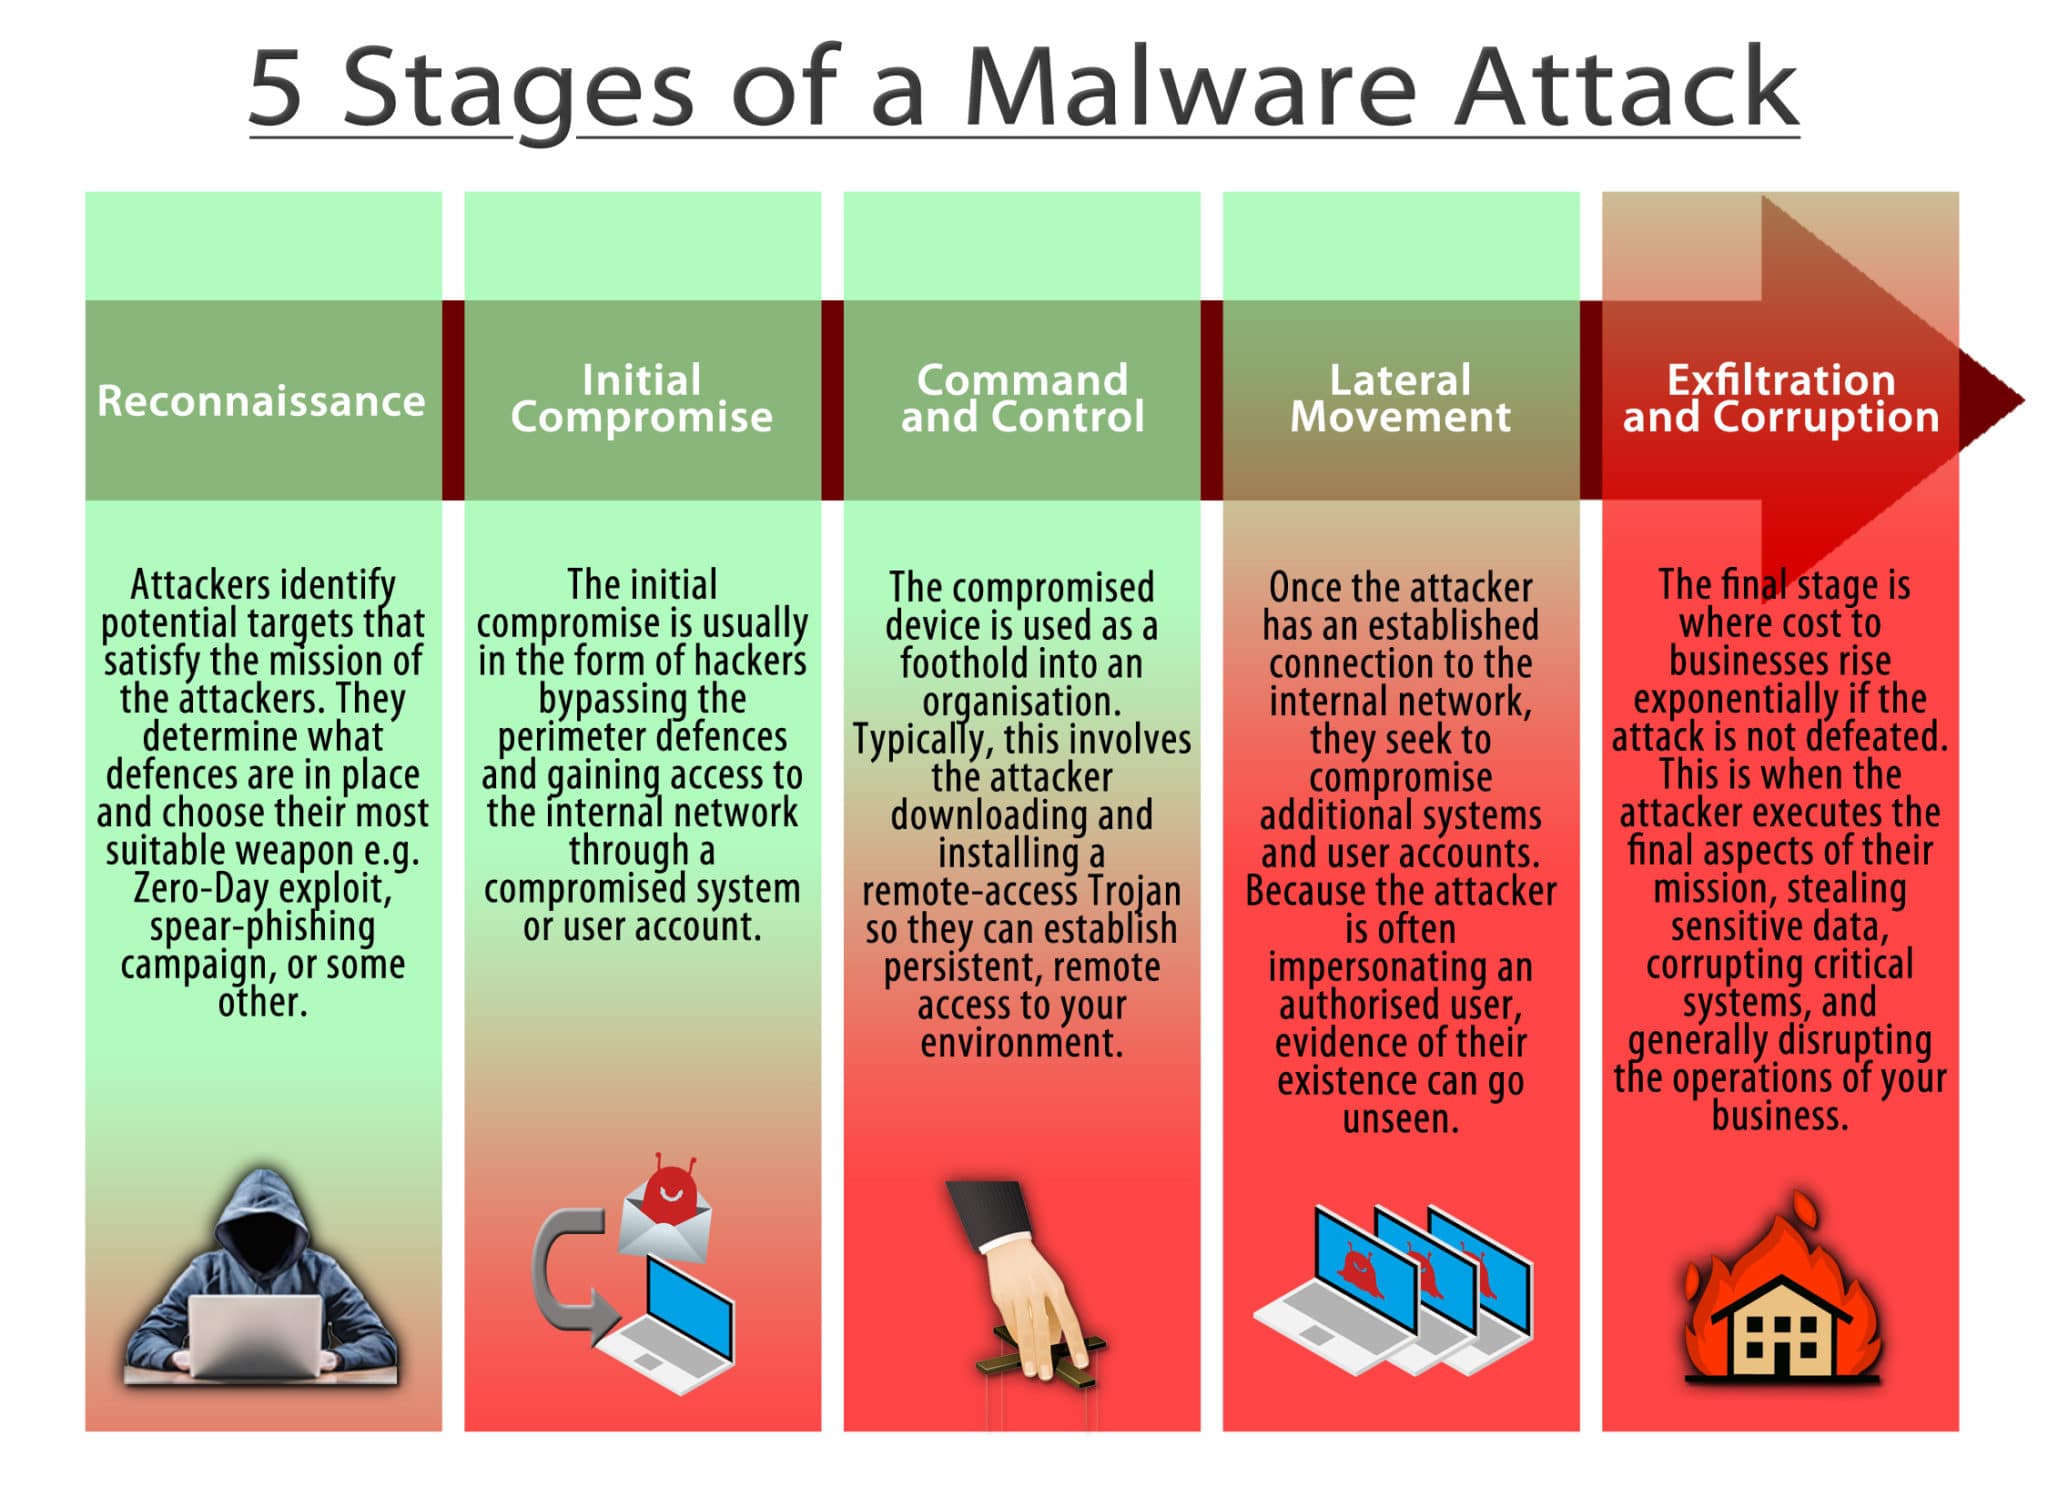 5 Stages of a Malware Attack
Reconnaissance
Attackers identify
potential targets that
satisfy the mission of
the attackers. They
determine what
defences are in place
and choose their most
suitable weapon e.g.
Zero-Day exploit,
spear-phishing
campaign, or some
other.
Initial
Compromise
The initial
compromise is usually
in the form of hackers
bypassing the
perimeter defences
and gaining access to
the internal network
through a
compromised system
or user account.
Command
and Control
The compromised
device is used as a
foothold into an
organisation.
Typically, this involves
the attacker
downloading and
installing a
remote-access Trojan
so they can establish
persistent, remote
access to your
environment.
Lateral
Movement
Once the attacker
has an established
connection to the
internal network,
they seek to
compromise
additional systems
and user accounts.
Because the attacker
is often
impersonating an
authorised user,
evidence of their
existence can go
unseen.
Exfiltration
and Corruption
The final stage is
where cost to
businesses rise
exponentially if the
attack is not defeated.
This is when the
attacker executes the
final aspects of their
mission, stealing
sensitive data,
corrupting critical
systems, and
generally disrupting
the operations of your
business.